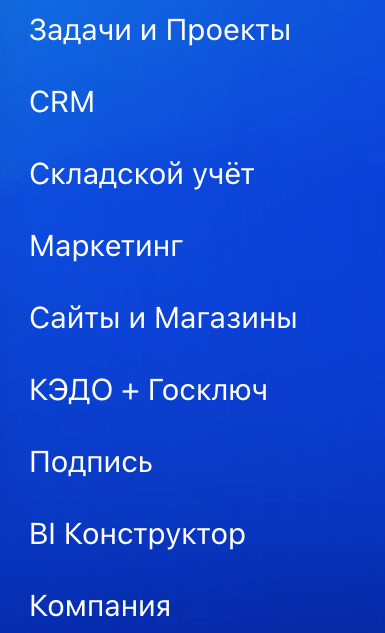 Задачи и Проекты
CRM
Складской учёт
Маркетинг
Сайты и Магазины
КЭДО + Госключ
Подпись
BI Конструктор
Компания